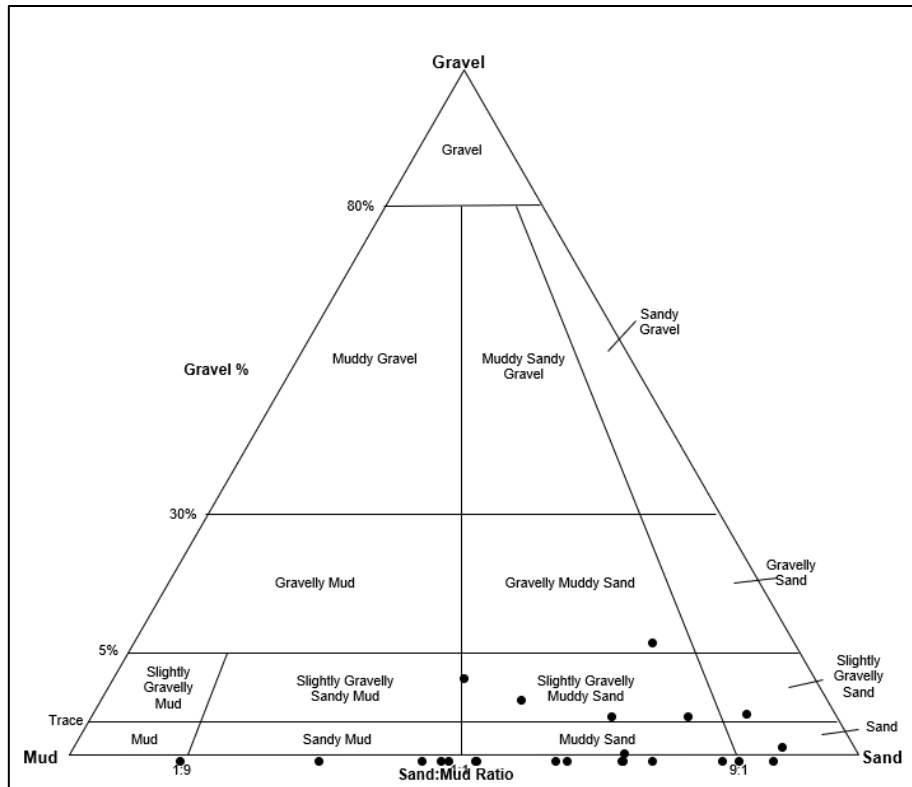 Gravel
Gravel
80%
Sandy
Gravel
Muddy Gravel
Muddy Sandy
Gravel
Gravel %
30%
Gravelly
Sand
Gravelly Mud
Gravelly Muddy Sand
5%
Slightly
Gravelly
Mud
Slightly Gravelly
Sandy Mud
Slightly Gravelly
Muddy Sand
Slightly
Gravelly
Sand
Trace
Sand
Mud
Sandy Mud
Muddy Sand
Mud
Sand
1:9
1:1
9:1
Sand:Mud Ratio